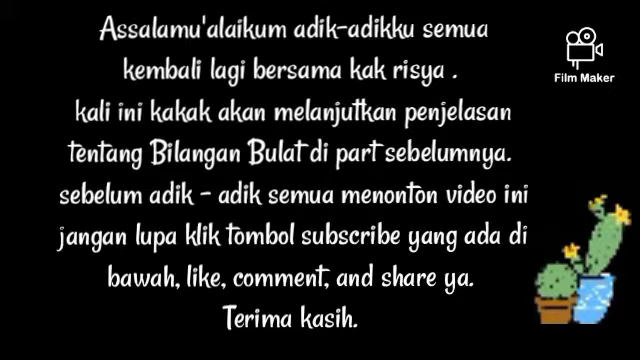 Assalamu'alaikum adik-adikku semua
kembali lagi bersama kak risya .
kali ini kakak akan melanjutkan penjelasan
tentang Bilangan Bulat di part sebelumnya.
sebelum adik - adik semua menonton video ini
jangan lupa klik tombol subscribe yang ada di
bawah, like, comment, and share ya.
Terima kasih.
Film Maker